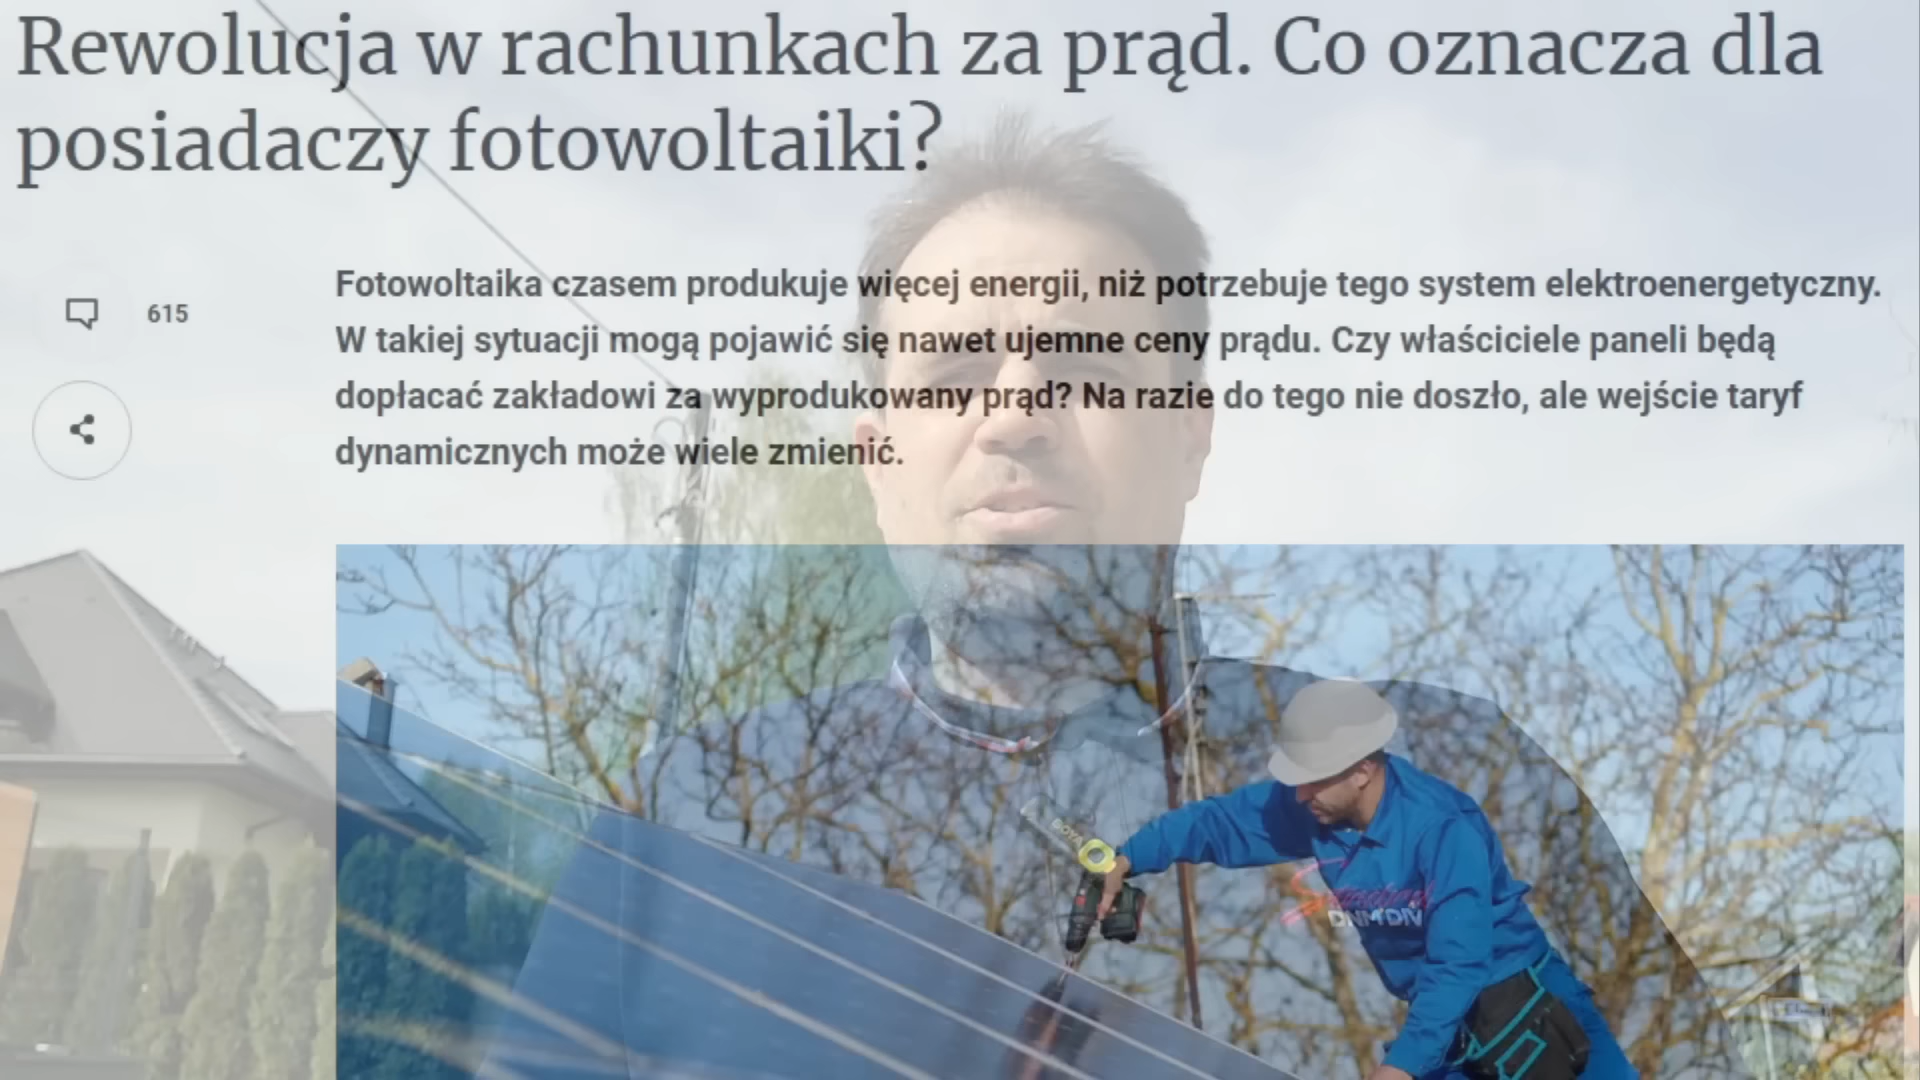 Rewolucja w rachunkach za prąd. Co oznacza dla
posiadaczy fotowoltaiki?
615
Fotowoltaika czasem produkuje więcej energii, niż potrzebuje tego system elektroenergetyczny.
W takiej sytuacji mogą pojawić się nawet ujemne ceny prądu. Czy właściciele paneli będą
dopłacać zakładowi za wyprodukowany prąd? Na razie do tego nie doszło, ale wejście taryf
dynamicznych może wiele zmienić.
BOYA